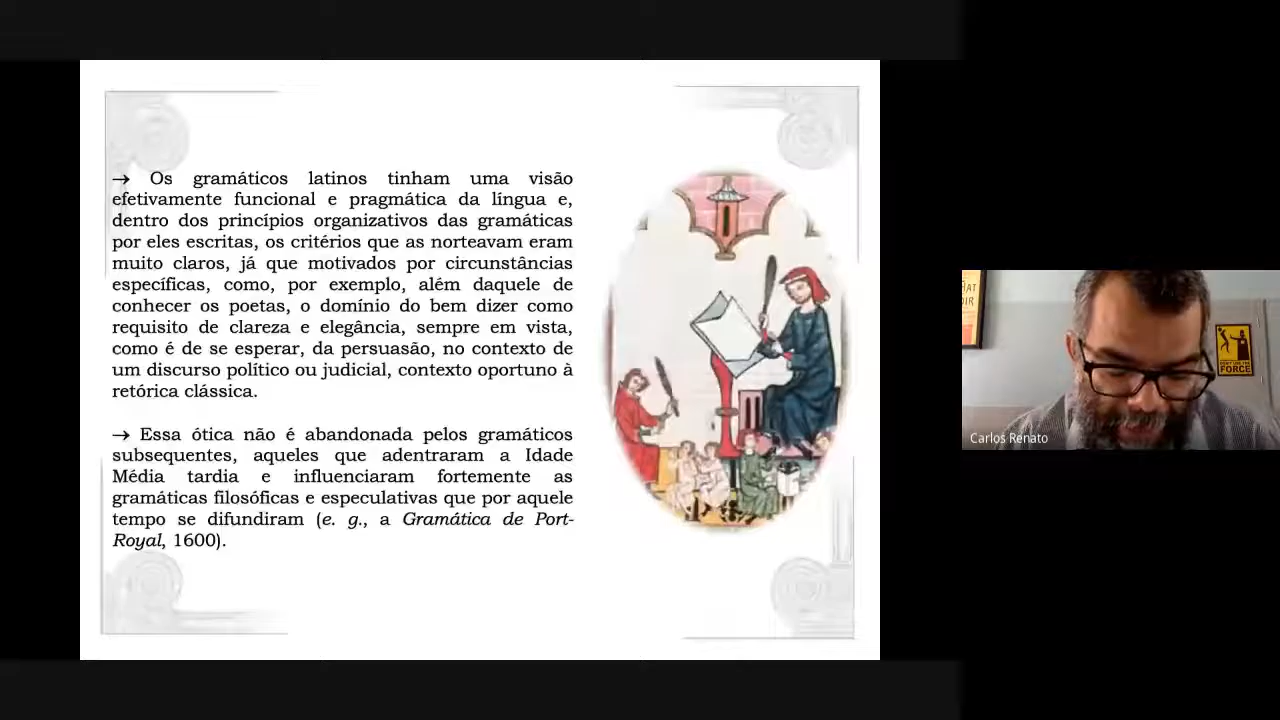 → Os gramáticos latinos tinham uma visão
efetivamente funcional e pragmática da língua e,
dentro dos princípios organizativos das gramáticas
por eles escritas, os critérios que as norteavam eram
muito claros, já que motivados por circunstâncias
específicas, como, por exemplo, além daquele de
conhecer os poetas, o domínio do bem dizer como
requisito de clareza e elegância, sempre em vista,
como é de se esperar, da persuasão, no contexto de
um discurso político ou judicial, contexto oportuno à
retórica clássica.
→ Essa ótica não é abandonada pelos gramáticos
subsequentes, aqueles que adentraram a Idade
Média tardia e influenciaram fortemente as
gramáticas filosóficas e especulativas que por aquele
tempo se difundiram (e. g., a Gramática de Port-
Royal, 1600).
FORCE
Carlos Renato